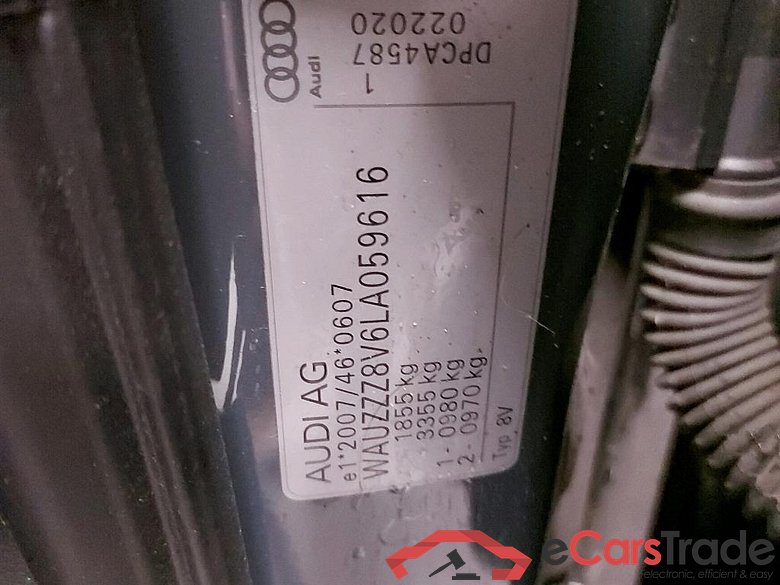 Audi
DPCA4587
022020
1
AUDI AG
e1*2007/46*0607
WAUZZZ8V6LA059616
1855 kg
3355 kg
1- 0980 kg
2- 0970 kg
Typ 8V
eCarsTrade
electronic, efficient & easy